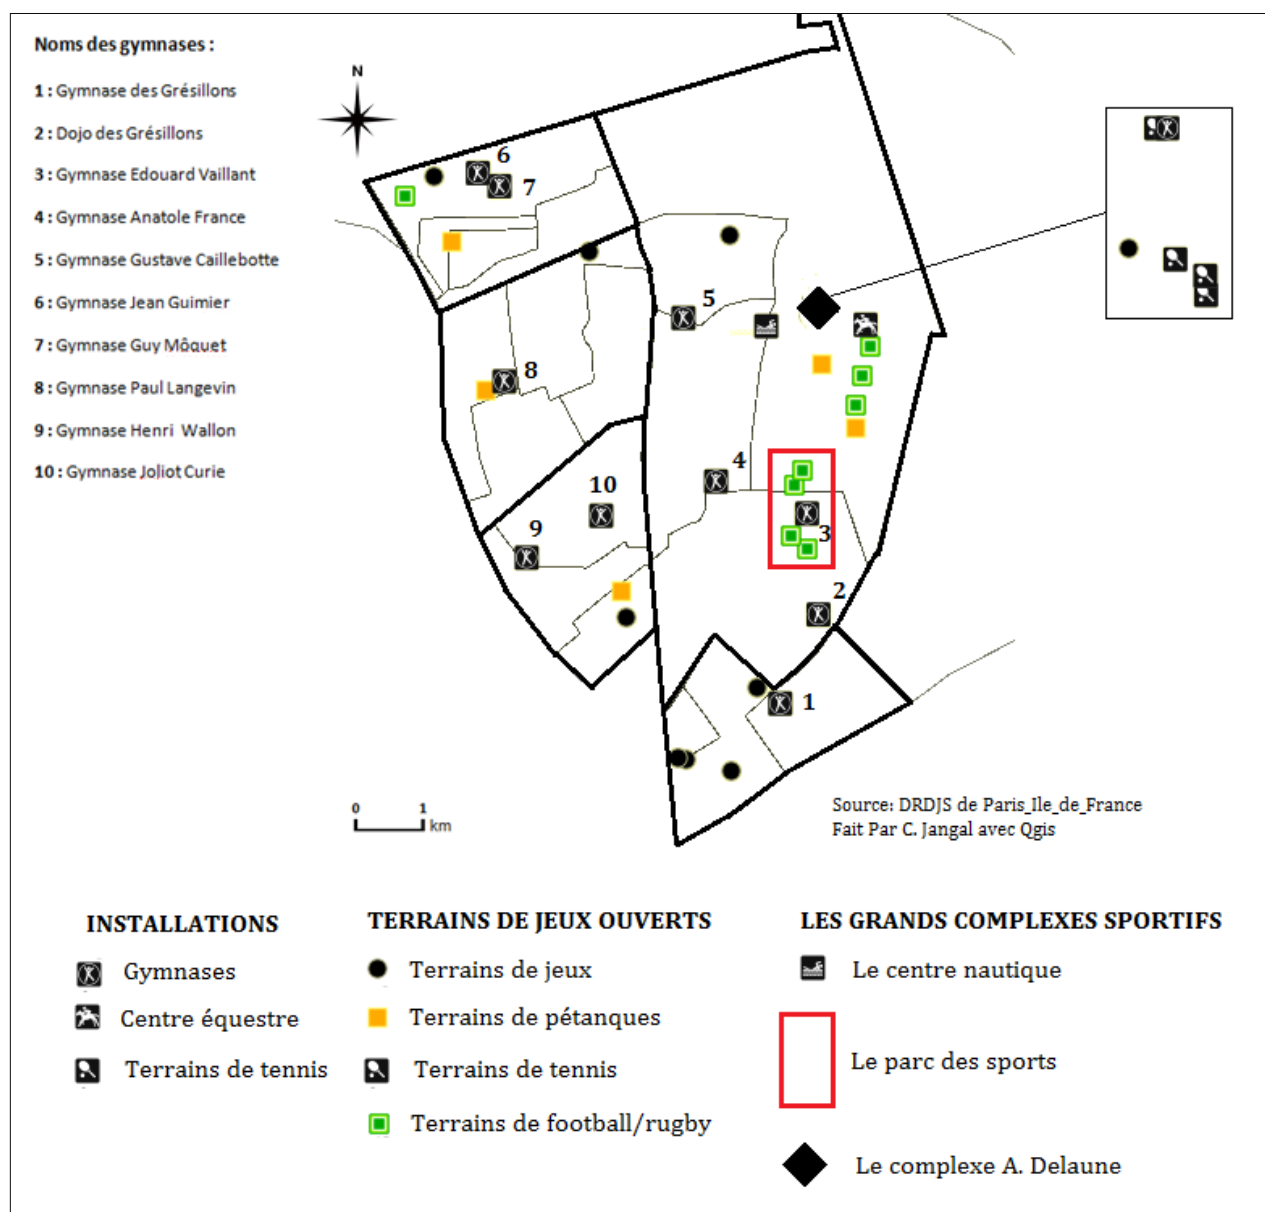 Noms des gymnases :
1 : Gymnase des Grésillons
2 : Dojo des Grésillons
3 : Gymnase Edouard Vaillant
4 : Gymnase Anatole France
5 : Gymnase Gustave Caillebotte
6 : Gymnase Jean Guimier
7 : Gymnase Guy Môquet
8 : Gymnase Paul Langevin
9 : Gymnase Henri Wallon
10 : Gymnase Joliot Curie
N
6
7
5
8
4
10
9
3
2
1
0 1
km
Source: DRDJS de Paris_Ile_de_France
Fait Par C. Jangal avec Qgis
INSTALLATIONS
Gymnases
Centre équestre
Terrains de tennis
TERRAINS DE JEUX OUVERTS
Terrains de jeux
Terrains de pétanques
Terrains de tennis
Terrains de football/rugby
LES GRANDS COMPLEXES SPORTIFS
Le centre nautique
Le parc des sports
Le complexe A. Delaune